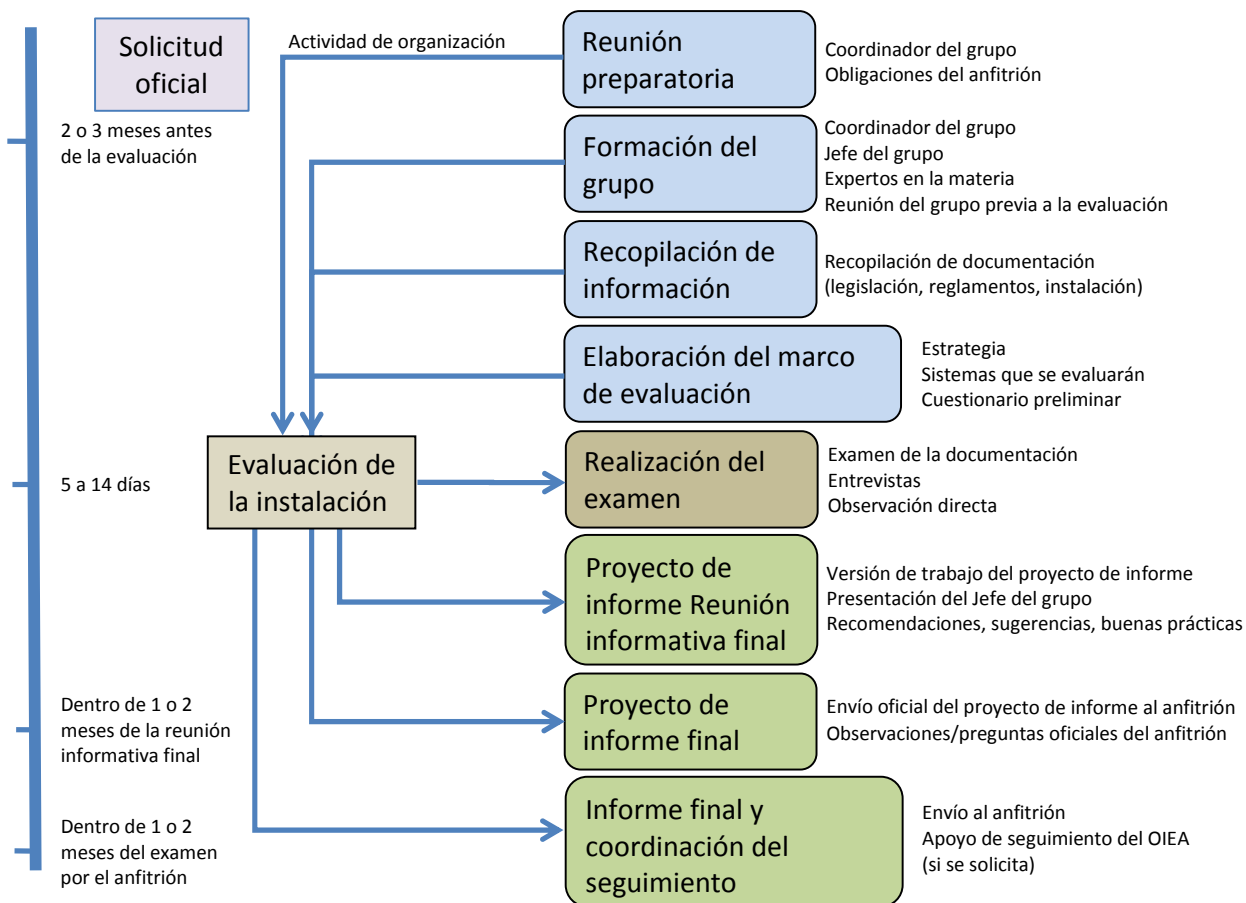 Solicitud
oficial
Actividad de organización
Reunión
preparatoria
Coordinador del grupo
Obligaciones del anfitrión
2 o 3 meses antes
de la evaluación
Formación del
grupo
Coordinador del grupo
Jefe del grupo
Expertos en la materia
Reunión del grupo previa a la evaluación
Recopilación de
información
Recopilación de documentación
(legislación, reglamentos, instalación)
Elaboración del marco
de evaluación
Estrategia
Sistemas que se evaluarán
Cuestionario preliminar
5 a 14 días
Evaluación de
la instalación
Realización del
examen
Examen de la documentación
Entrevistas
Observación directa
Proyecto de
informe Reunión
informativa final
Versión de trabajo del proyecto de informe
Presentación del Jefe del grupo
Recomendaciones, sugerencias, buenas prácticas
Dentro de 1 o 2
meses de la reunión
informativa final
Proyecto de
informe final
Envío oficial del proyecto de informe al anfitrión
Observaciones/preguntas oficiales del anfitrión
Dentro de 1 o 2
meses del examen
por el anfitrión
Informe final y
coordinación del
seguimiento
Envío al anfitrión
Apoyo de seguimiento del OIEA
(si se solicita)